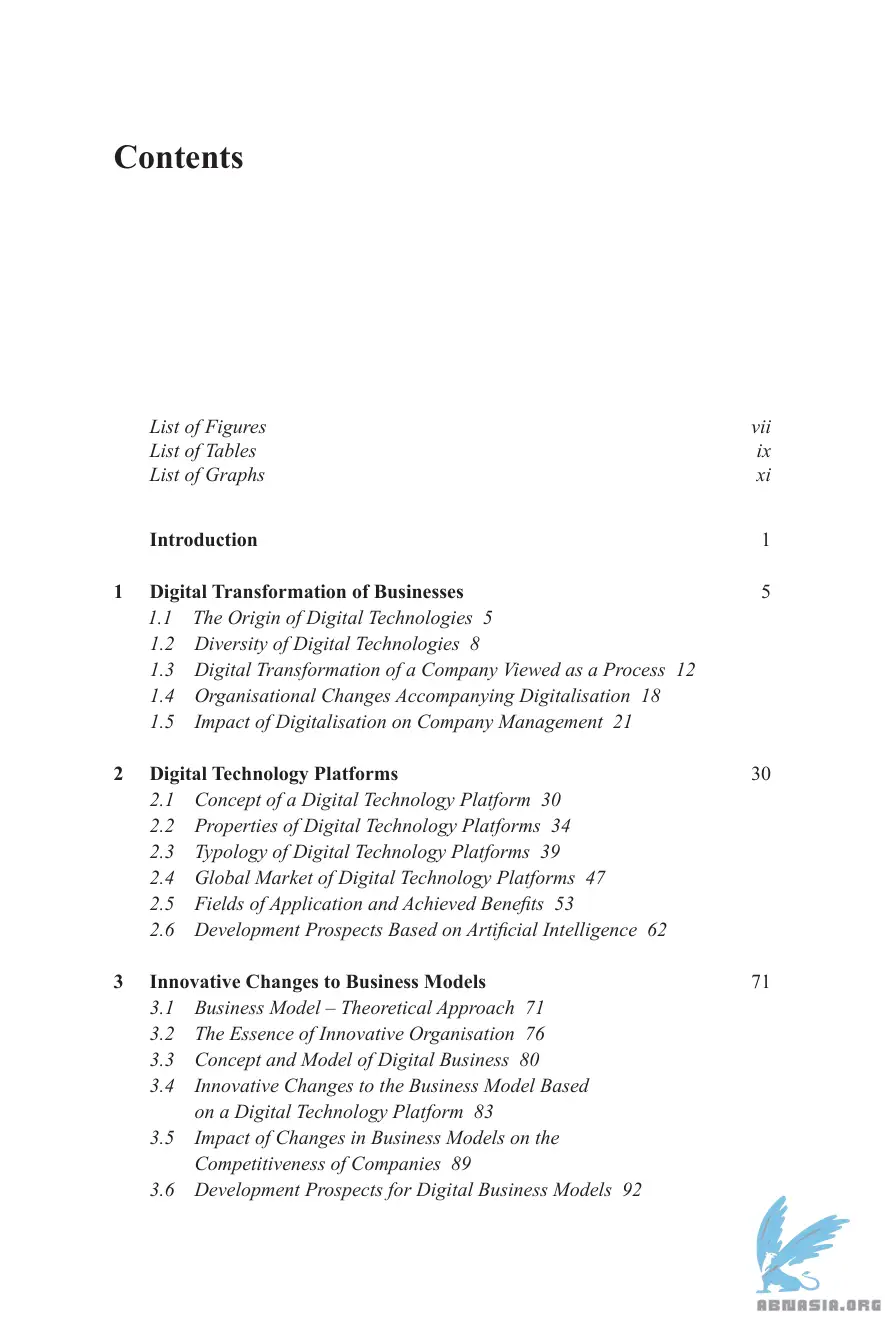 Contents
List of Figures vii
List of Tables ix
List of Graphs xi
Introduction 1
1 Digital Transformation of Businesses 5
1.1 The Origin of Digital Technologies 5
1.2 Diversity of Digital Technologies 8
1.3 Digital Transformation of a Company Viewed as a Process 12
1.4 Organisational Changes Accompanying Digitalisation 18
1.5 Impact of Digitalisation on Company Management 21
2 Digital Technology Platforms 30
2.1 Concept of a Digital Technology Platform 30
2.2 Properties of Digital Technology Platforms 34
2.3 Typology of Digital Technology Platforms 39
2.4 Global Market of Digital Technology Platforms 47
2.5 Fields of Application and Achieved Benefits 53
2.6 Development Prospects Based on Artificial Intelligence 62
3 Innovative Changes to Business Models 71
3.1 Business Model – Theoretical Approach 71
3.2 The Essence of Innovative Organisation 76
3.3 Concept and Model of Digital Business 80
3.4 Innovative Changes to the Business Model Based
on a Digital Technology Platform 83
3.5 Impact of Changes in Business Models on the
Competitiveness of Companies 89
3.6 Development Prospects for Digital Business Models 92
ABNASIA.ORG